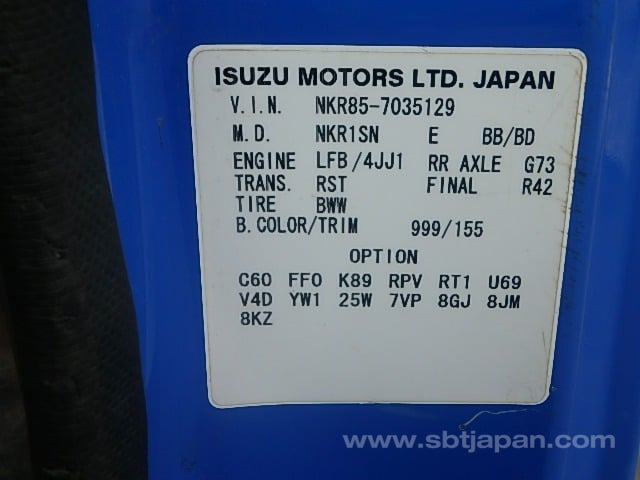 ISUZU MOTORS LTD. JAPAN
V.I.N. NKR85-7035129
M.D. NKR1SN E BB/BD
ENGINE LFB/4JJ1 RR AXLE G73
TRANS. RST FINAL R42
TIRE BWW
B.COLOR/TRIM 999/155
OPTION
C60 FF0 K89 RPV RT1 U69
V4D YW1 25W 7VP 8GJ 8JM
8KZ
www.sbtjapan.com